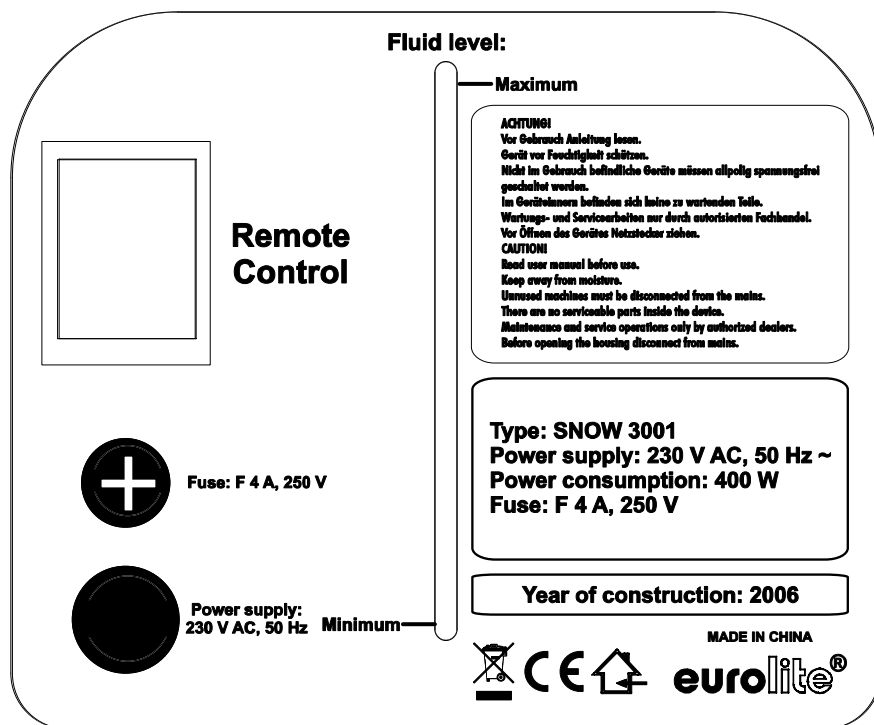 Fluid level:
Maximum
ACHTUNG!
Vor Gebrauch Anleitung lesen.
Gerät vor Feuchtigkeit schützen.
Nicht im Gebrauch befindliche Geräte müssen allpolig spannungsfrei
geschaltet werden.
Im Geräteinnern befinden sich keine zu wartenden Teile.
Wartungs- und Servicearbeiten nur durch autorisierten Fachhandel.
Vor Öffnen des Gerätes Netzstecker ziehen.
CAUTION!
Read user manual before use.
Keep away from moisture.
Unnused machines must be disconnected from the mains.
There are no serviceable parts inside the device.
Maintenance and service operations only by authorized dealers.
Before opening the housing disconnect from mains.
Remote
Control
Type: SNOW 3001
Power supply: 230 V AC, 50 Hz ~
Power consumption: 400 W
Fuse: F 4 A, 250 V
Fuse: F 4 A, 250 V
Year of construction: 2006
Power supply:
230 V AC, 50 Hz
Minimum
MADE IN CHINA
CE
eurolite®